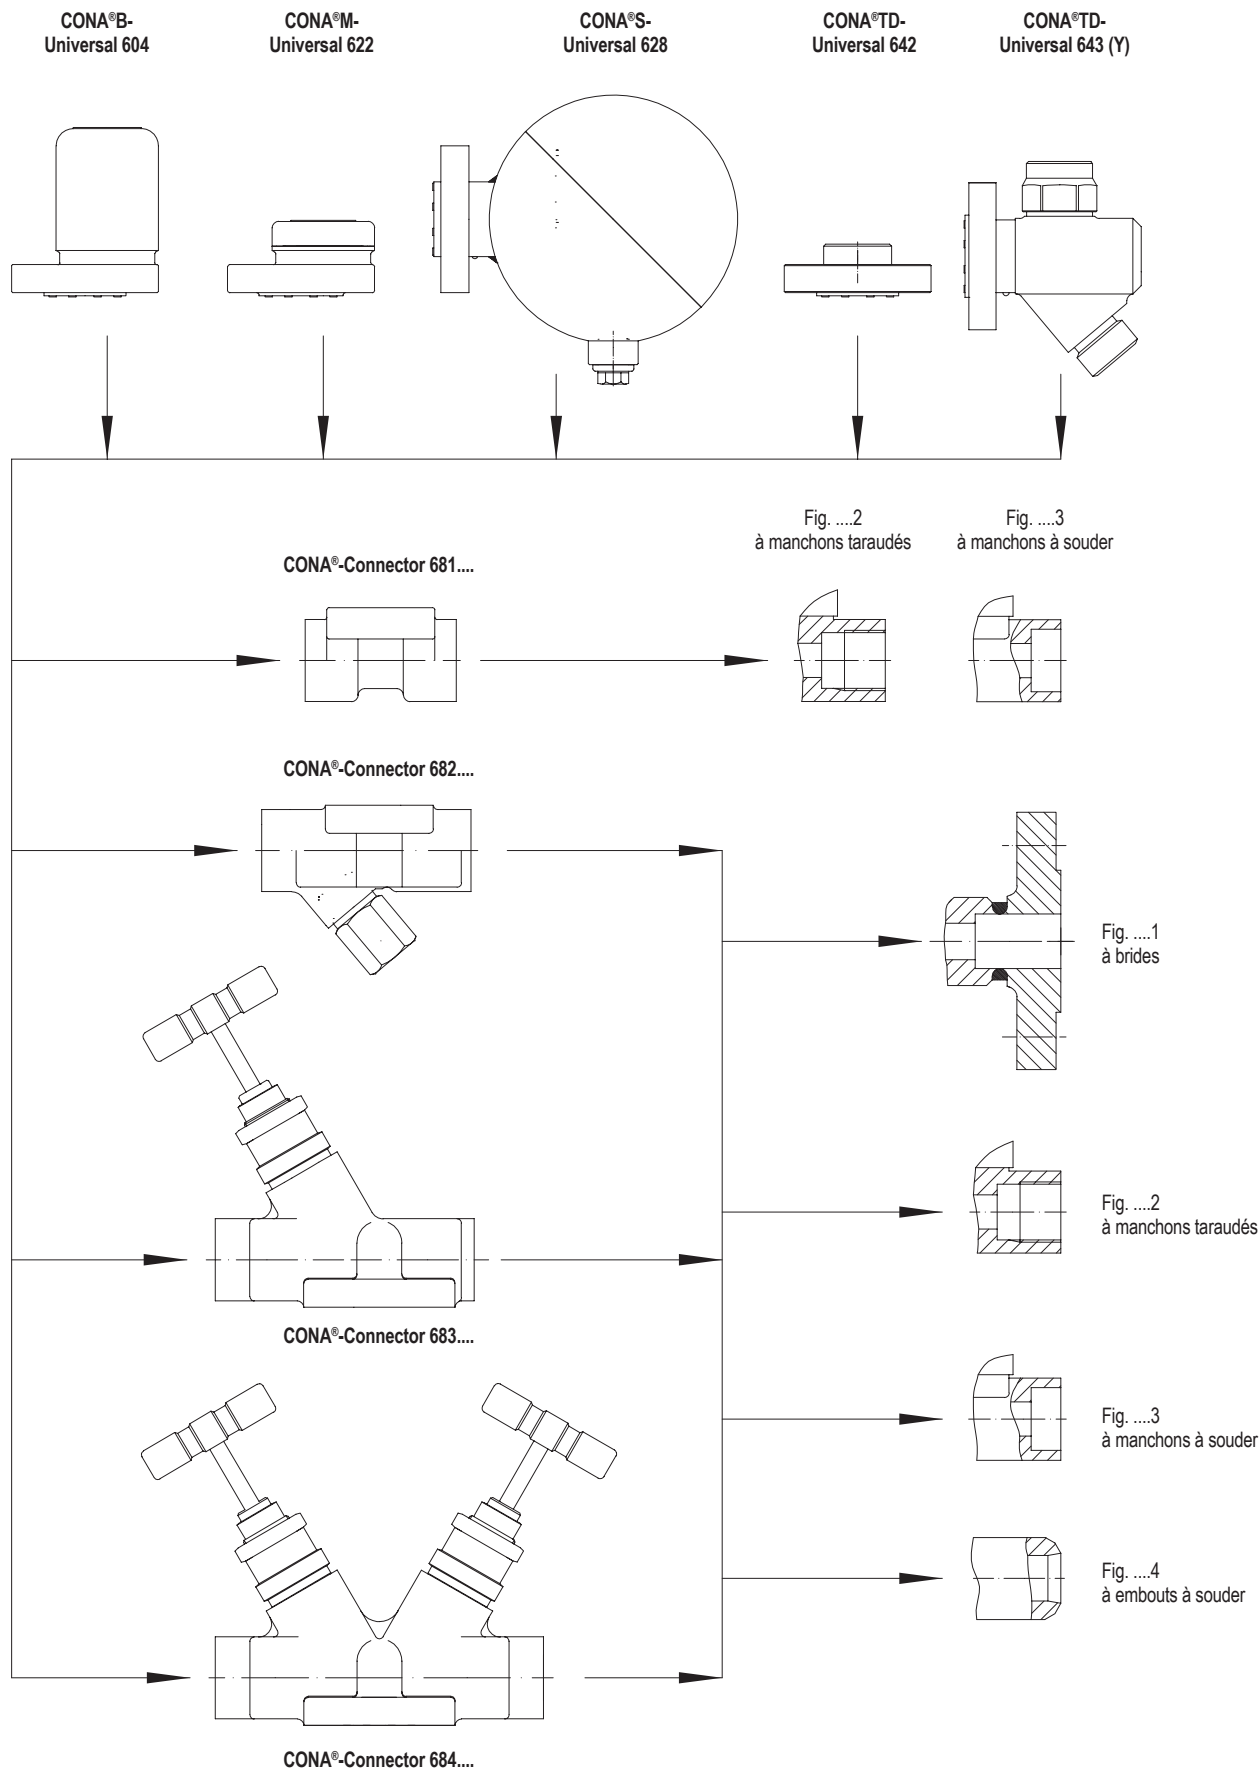 CONA®B-
Universal 604
CONA®M-
Universal 622
CONA®S-
Universal 628
CONA®TD-
Universal 642
CONA®TD-
Universal 643 (Y)
Fig. ....2
à manchons taraudés
Fig. ....3
à manchons à souder
CONA®-Connector 681....
CONA®-Connector 682....
Fig. ....1
à brides
Fig. ....2
à manchons taraudés
CONA®-Connector 683....
Fig. ....3
à manchons à souder
Fig. ....4
à embouts à souder
CONA®-Connector 684....